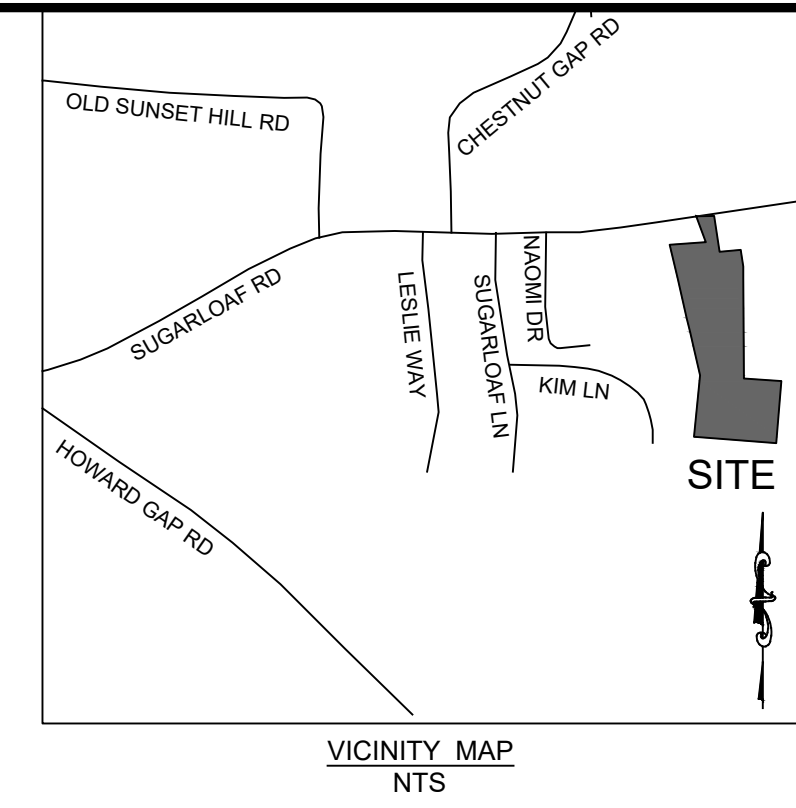 OLD SUNSET HILL RD
CHESTNUT GAP RD
SUGARLOAF RD
LESLIE WAY
SUGARLOAF LN
NAOMI DR
KIM LN
HOWARD GAP RD
SITE
VICINITY MAP
NTS